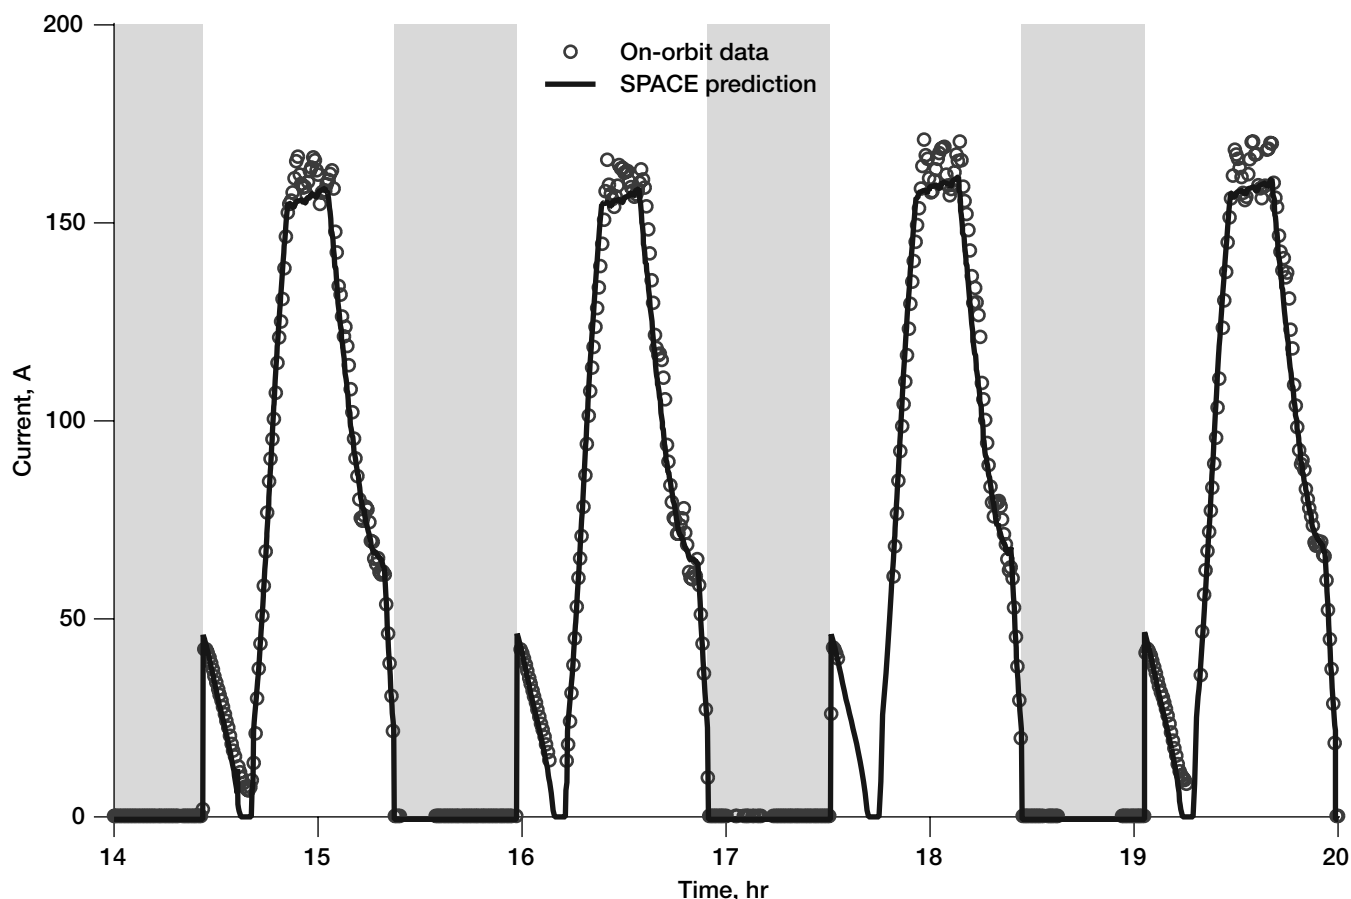 200
On-orbit data
SPACE prediction
150
100
Current, A
50
0
14 15 16 17 18 19 20
Time, hr